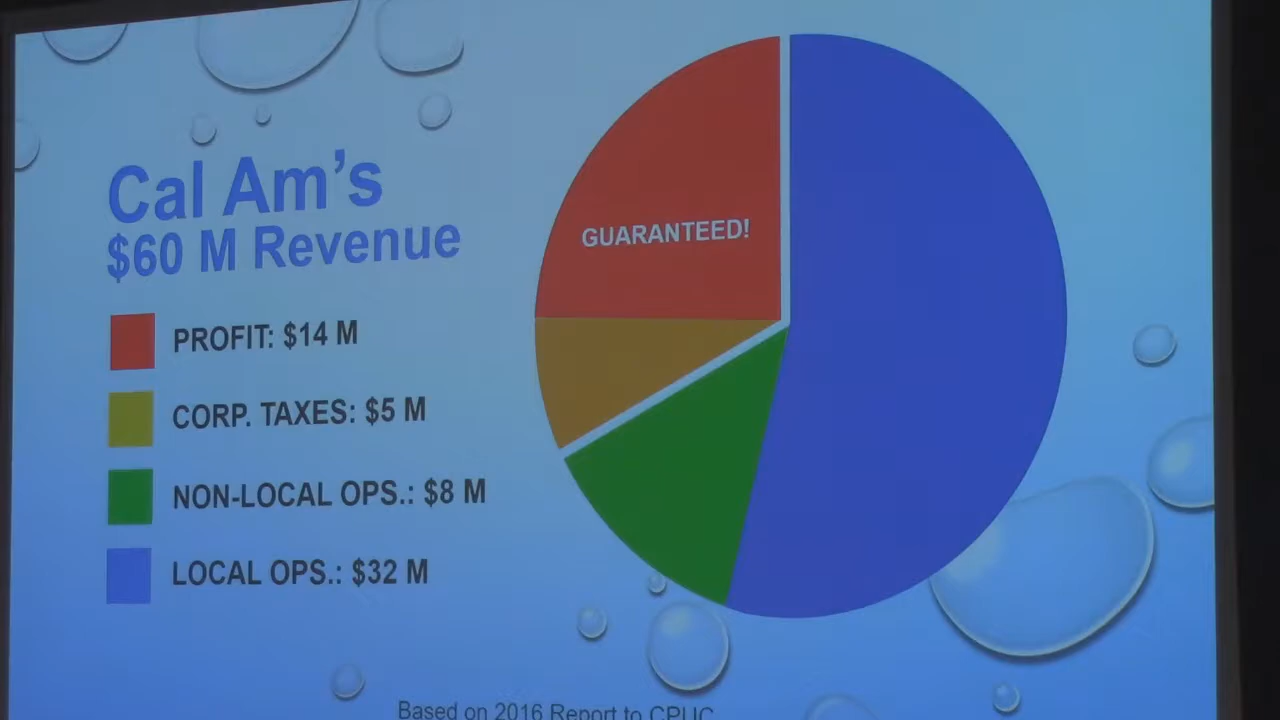 Cal Am's
$60 M Revenue
PROFIT: $14 M
CORP. TAXES: $5 M
NON-LOCAL OPS.: $8 M
LOCAL OPS.: $32 M
GUARANTEED!
Based on 2016 Report to CPUC